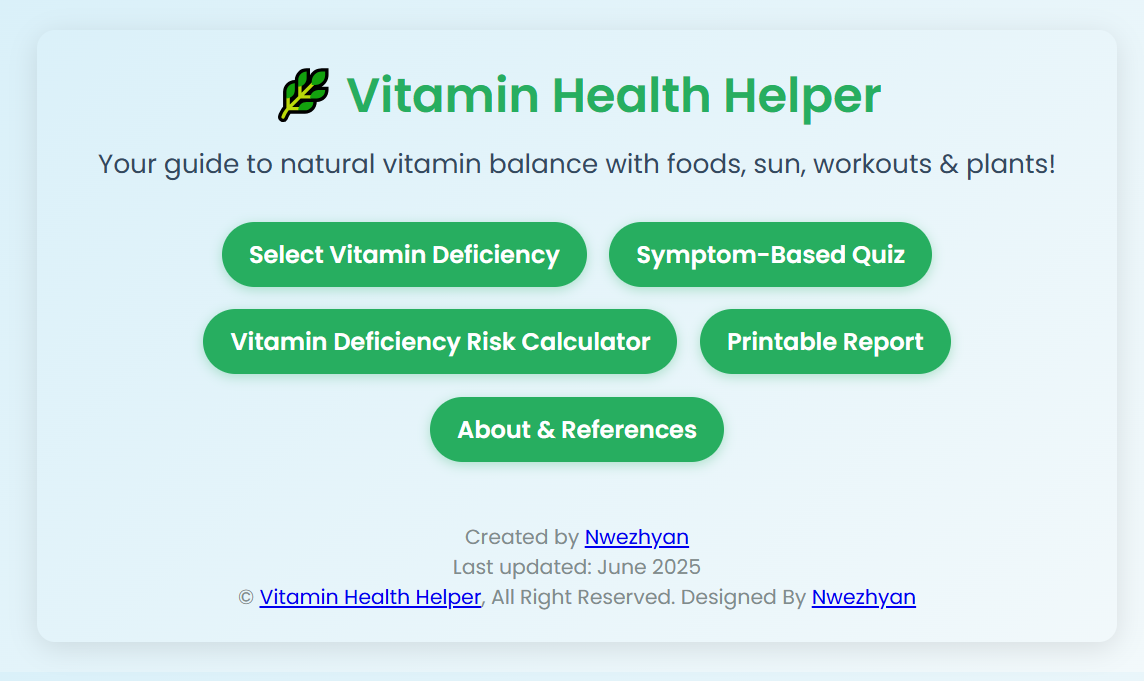 Vitamin Health Helper
Your guide to natural vitamin balance with foods, sun, workouts & plants!
Select Vitamin Deficiency
Symptom-Based Quiz
Vitamin Deficiency Risk Calculator
Printable Report
About & References
Created by Nwezhyan
Last updated: June 2025
© Vitamin Health Helper, All Right Reserved. Designed By Nwezhyan